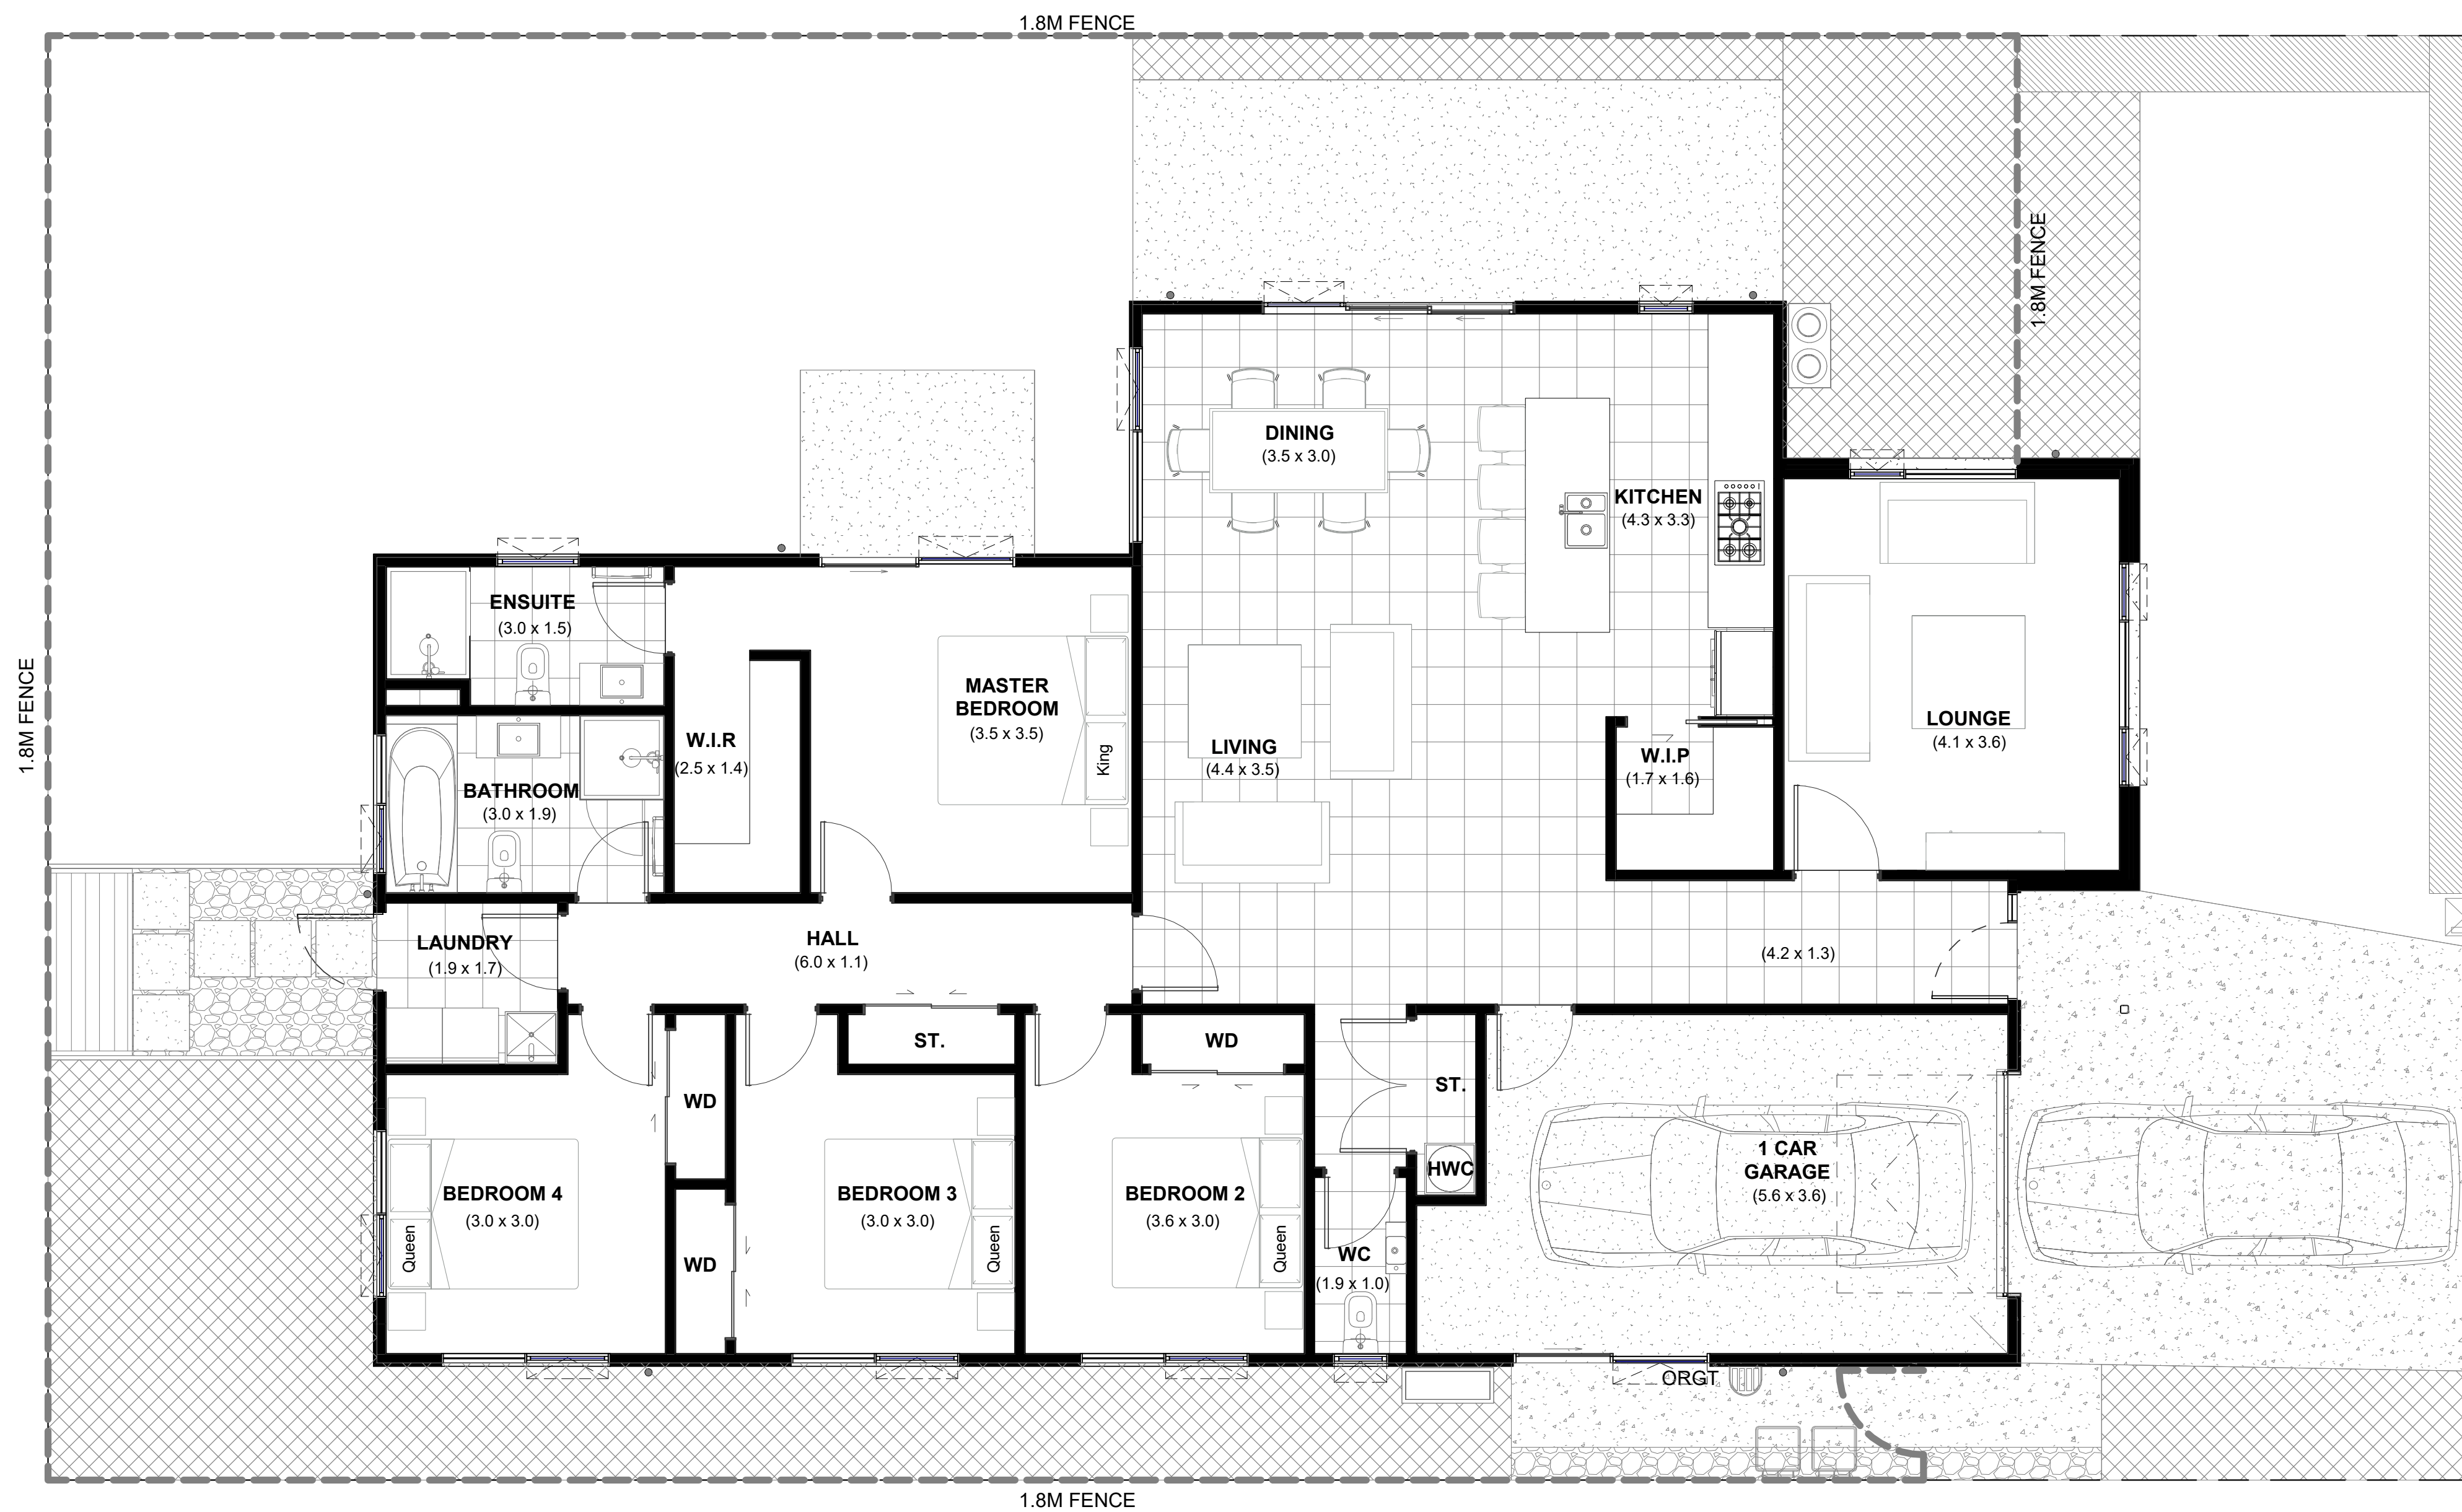 1.8M FENCE
1.8M FENCE
DINING
(3.5 x 3.0)
KITCHEN
(4.3 x 3.3)
ENSUITE
(3.0 x 1.5)
MASTER
BEDROOM
(3.5 x 3.5)
King
W.I.R
(2.5 x 1.4)
LIVING
(4.4 x 3.5)
W.I.P
(1.7 x 1.6)
LOUNGE
(4.1 x 3.6)
1.8M FENCE
BATHROOM
(3.0 x 1.9)
LAUNDRY
(1.9 x 1.7)
HALL
(6.0 x 1.1)
(4.2 x 1.3)
ST.
WD
WD
ST.
HWC
1 CAR
GARAGE
(5.6 x 3.6)
BEDROOM 4
(3.0 x 3.0)
Queen
WD
BEDROOM 3
(3.0 x 3.0)
Queen
BEDROOM 2
(3.6 x 3.0)
Queen
WC
(1.9 x 1.0)
ORGT
1.8M FENCE